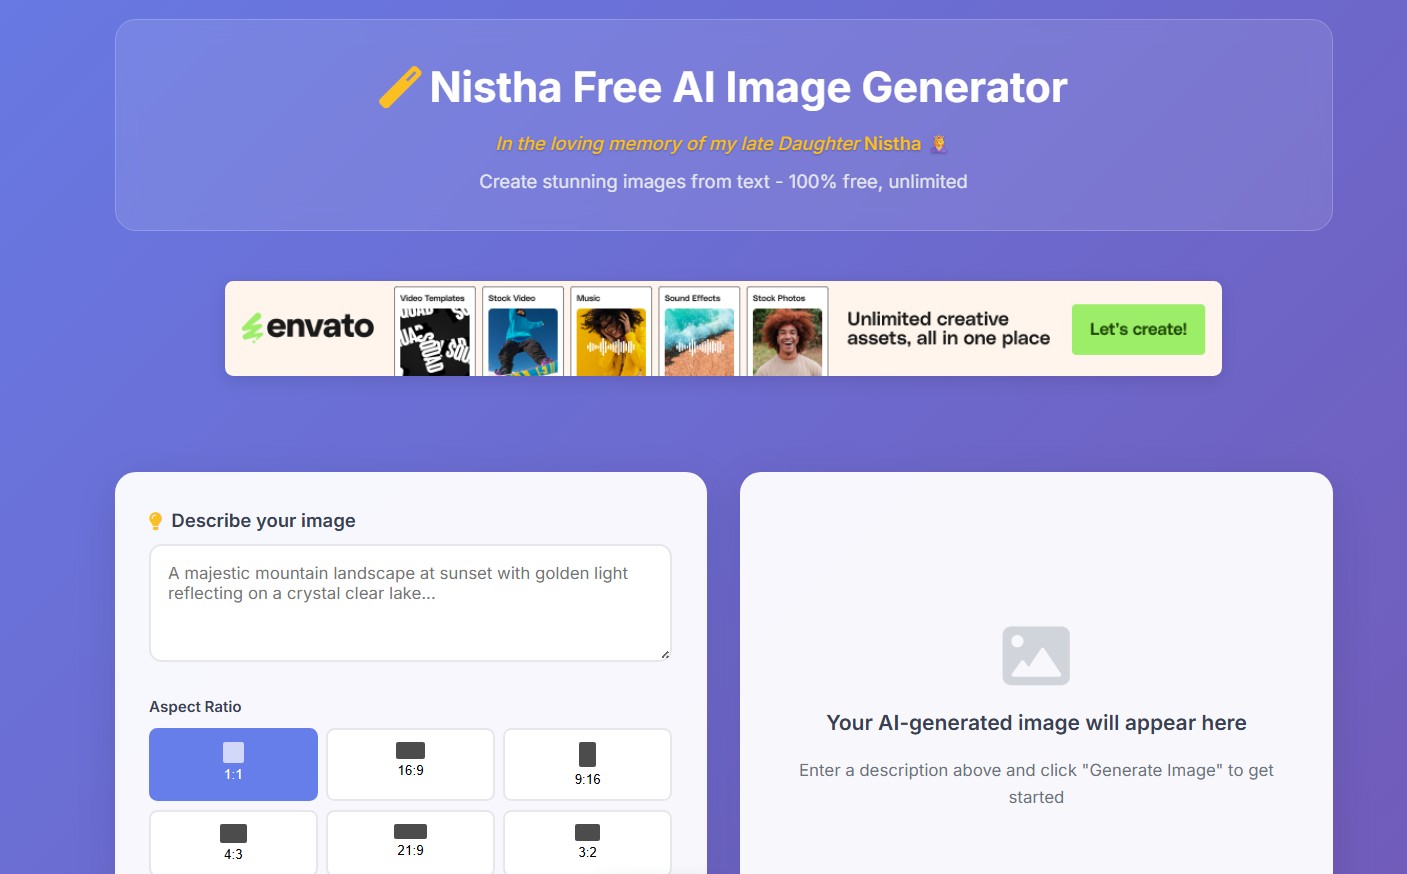 Nistha Free AI Image Generator
In the loving memory of my late Daughter Nistha
Create stunning images from text - 100% free, unlimited
envato
Video Templates
Stock Video
Music
Sound Effects
Stock Photos
SQUAD
Unlimited creative
assets, all in one place
Let's create!
Describe your image
A majestic mountain landscape at sunset with golden light
reflecting on a crystal clear lake...
Aspect Ratio
1:1
16:9
9:16
4:3
21:9
3:2
Your AI-generated image will appear here
Enter a description above and click "Generate Image" to get
started